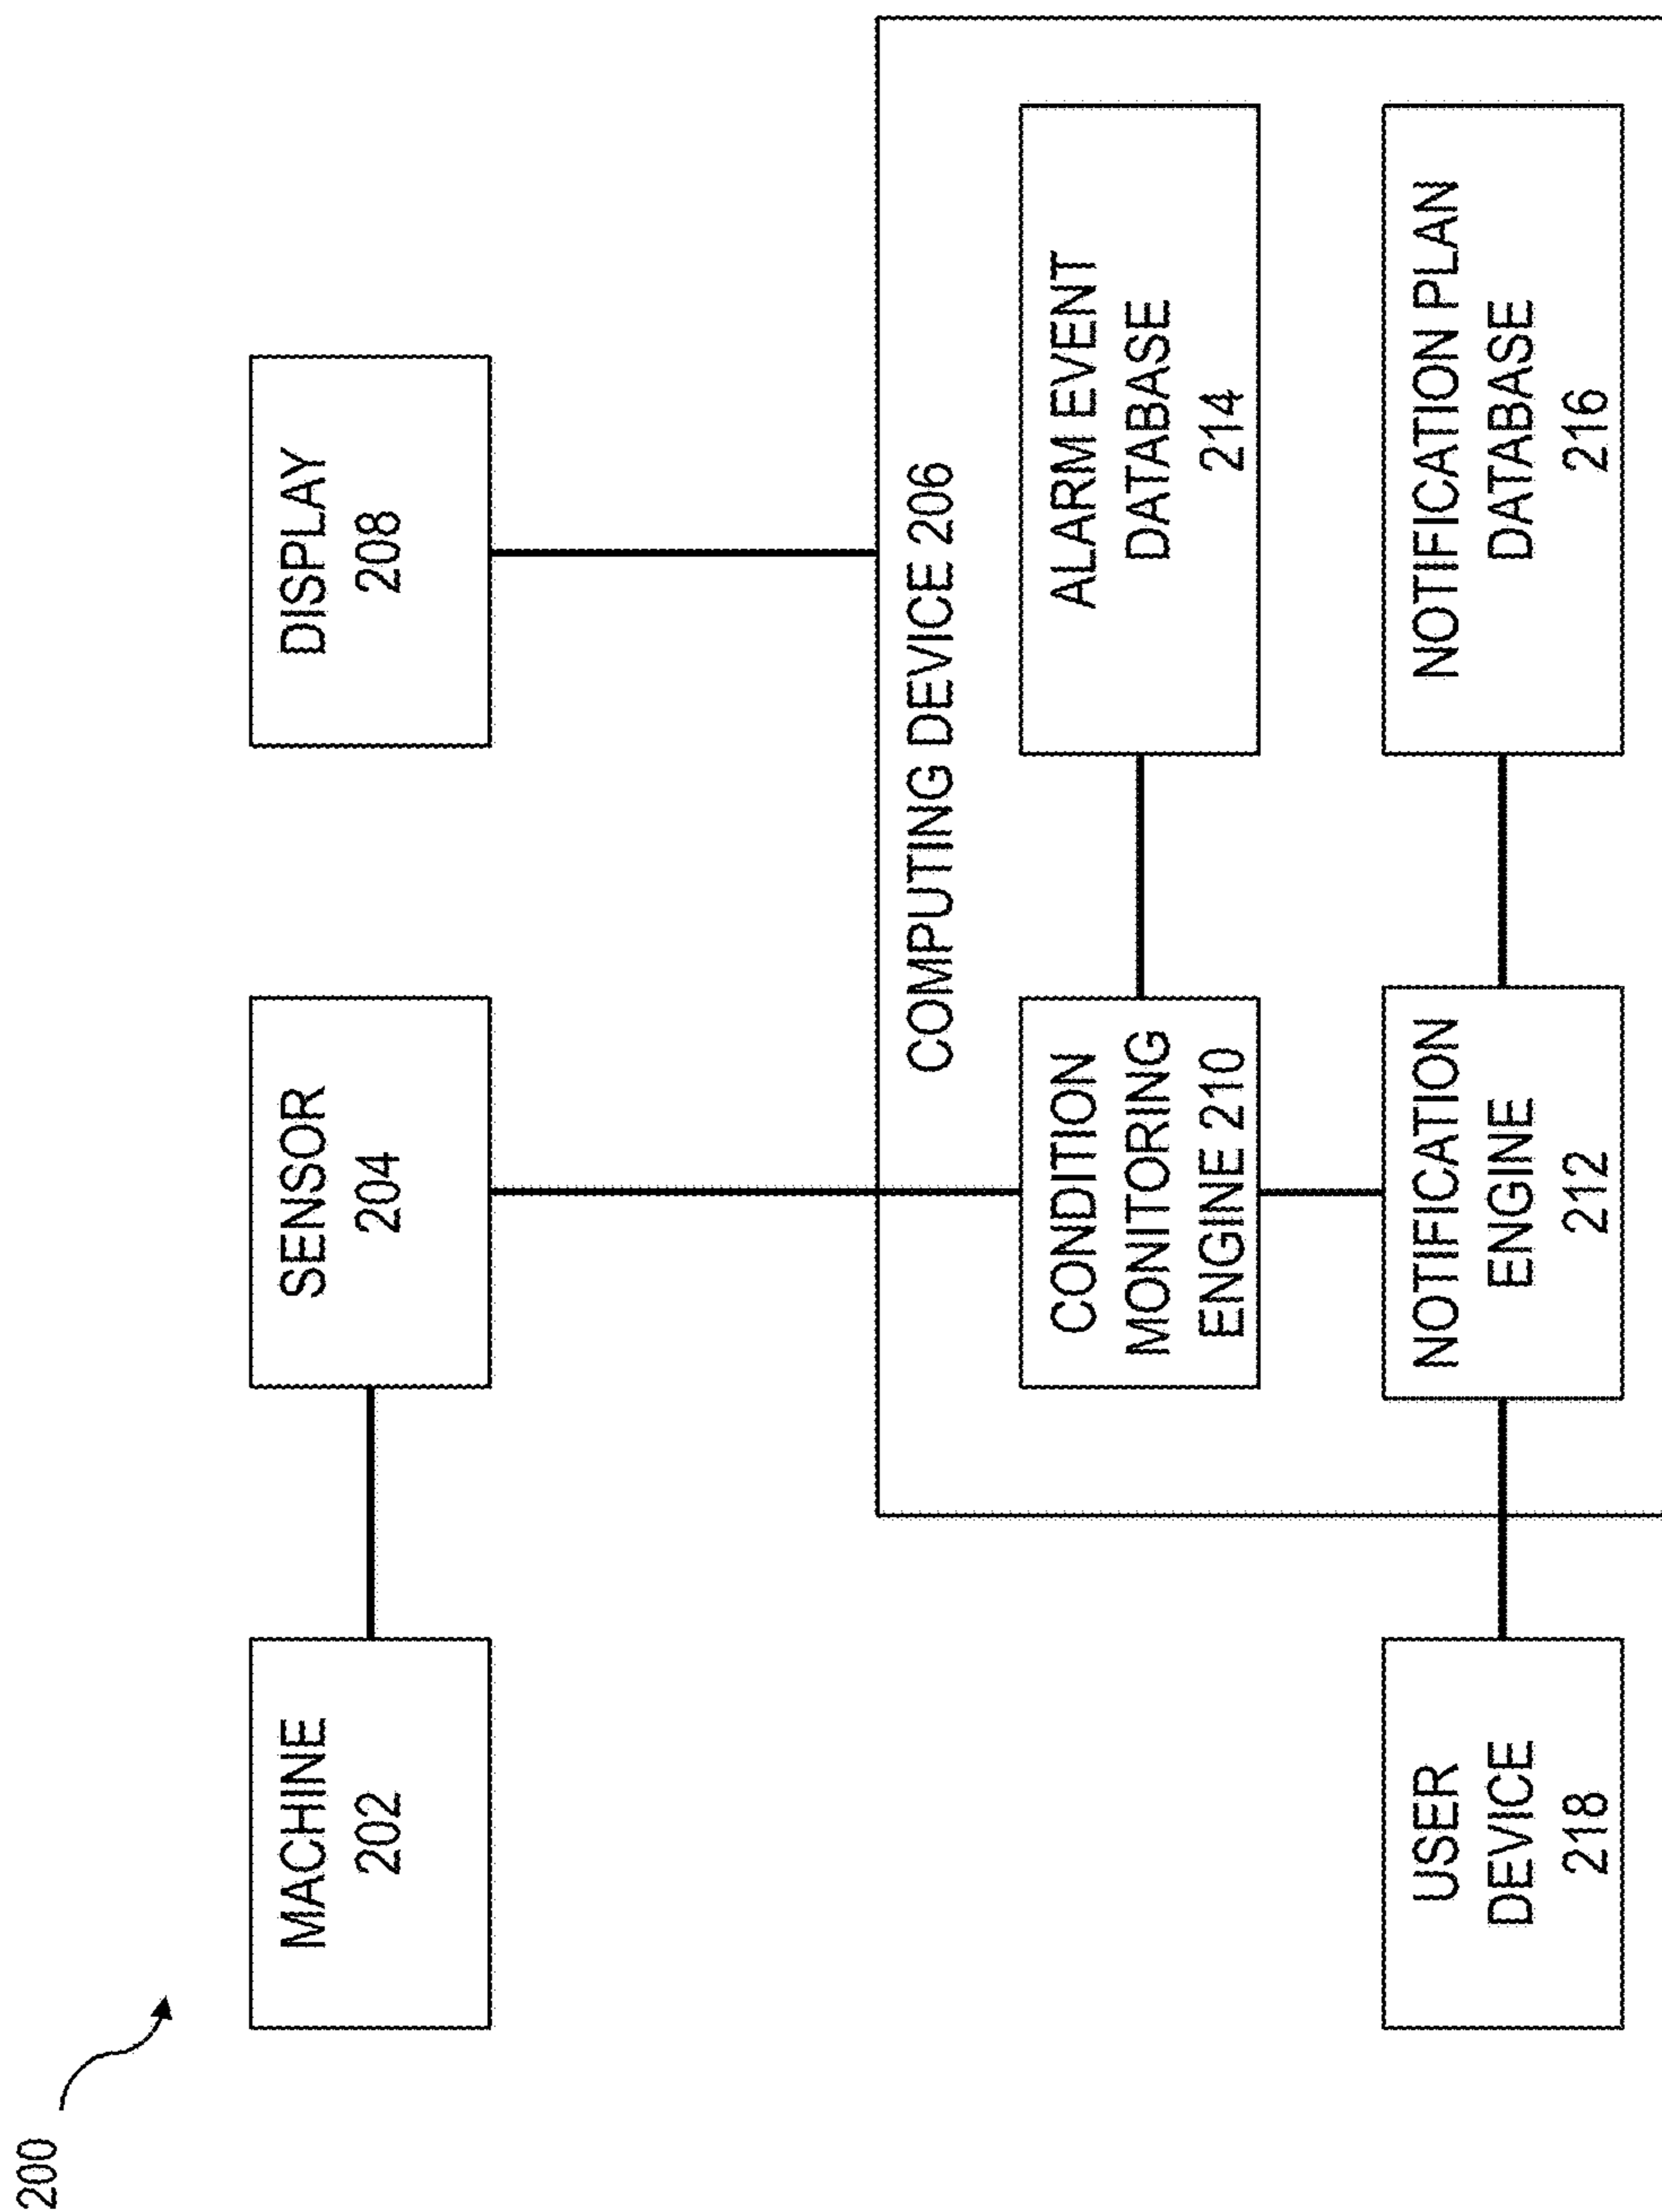 200
MACHINE
202
SENSOR
204
DISPLAY
208
COMPUTING DEVICE 206
CONDITION
MONITORING
ENGINE 210
ALARM EVENT
DATABASE
214
USER
DEVICE
218
NOTIFICATION
ENGINE
212
NOTIFICATION PLAN
DATABASE
216